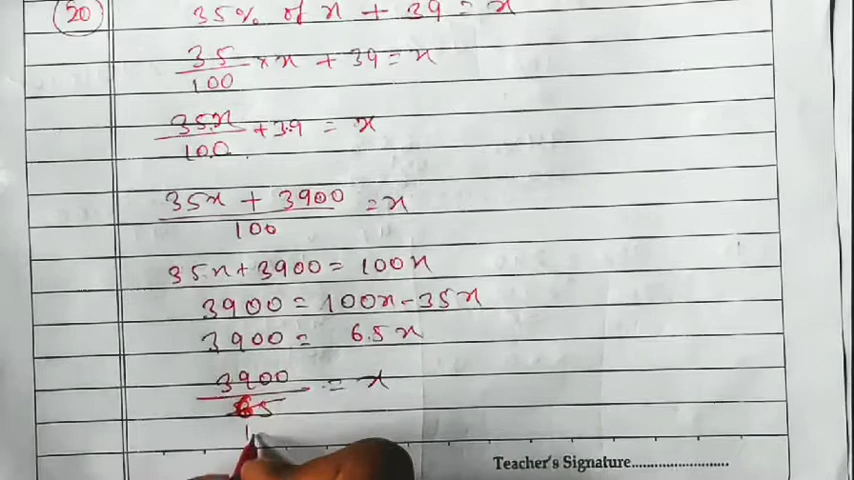 20 35% of x + 39 = x
35/100 × x + 39 = x
35x/100 + 39 = x
35x + 3900/100 = x
35x + 3900 = 100x
3900 = 100x - 35x
3900 = 65x
3900/65 = x
1
Teacher's Signature........................